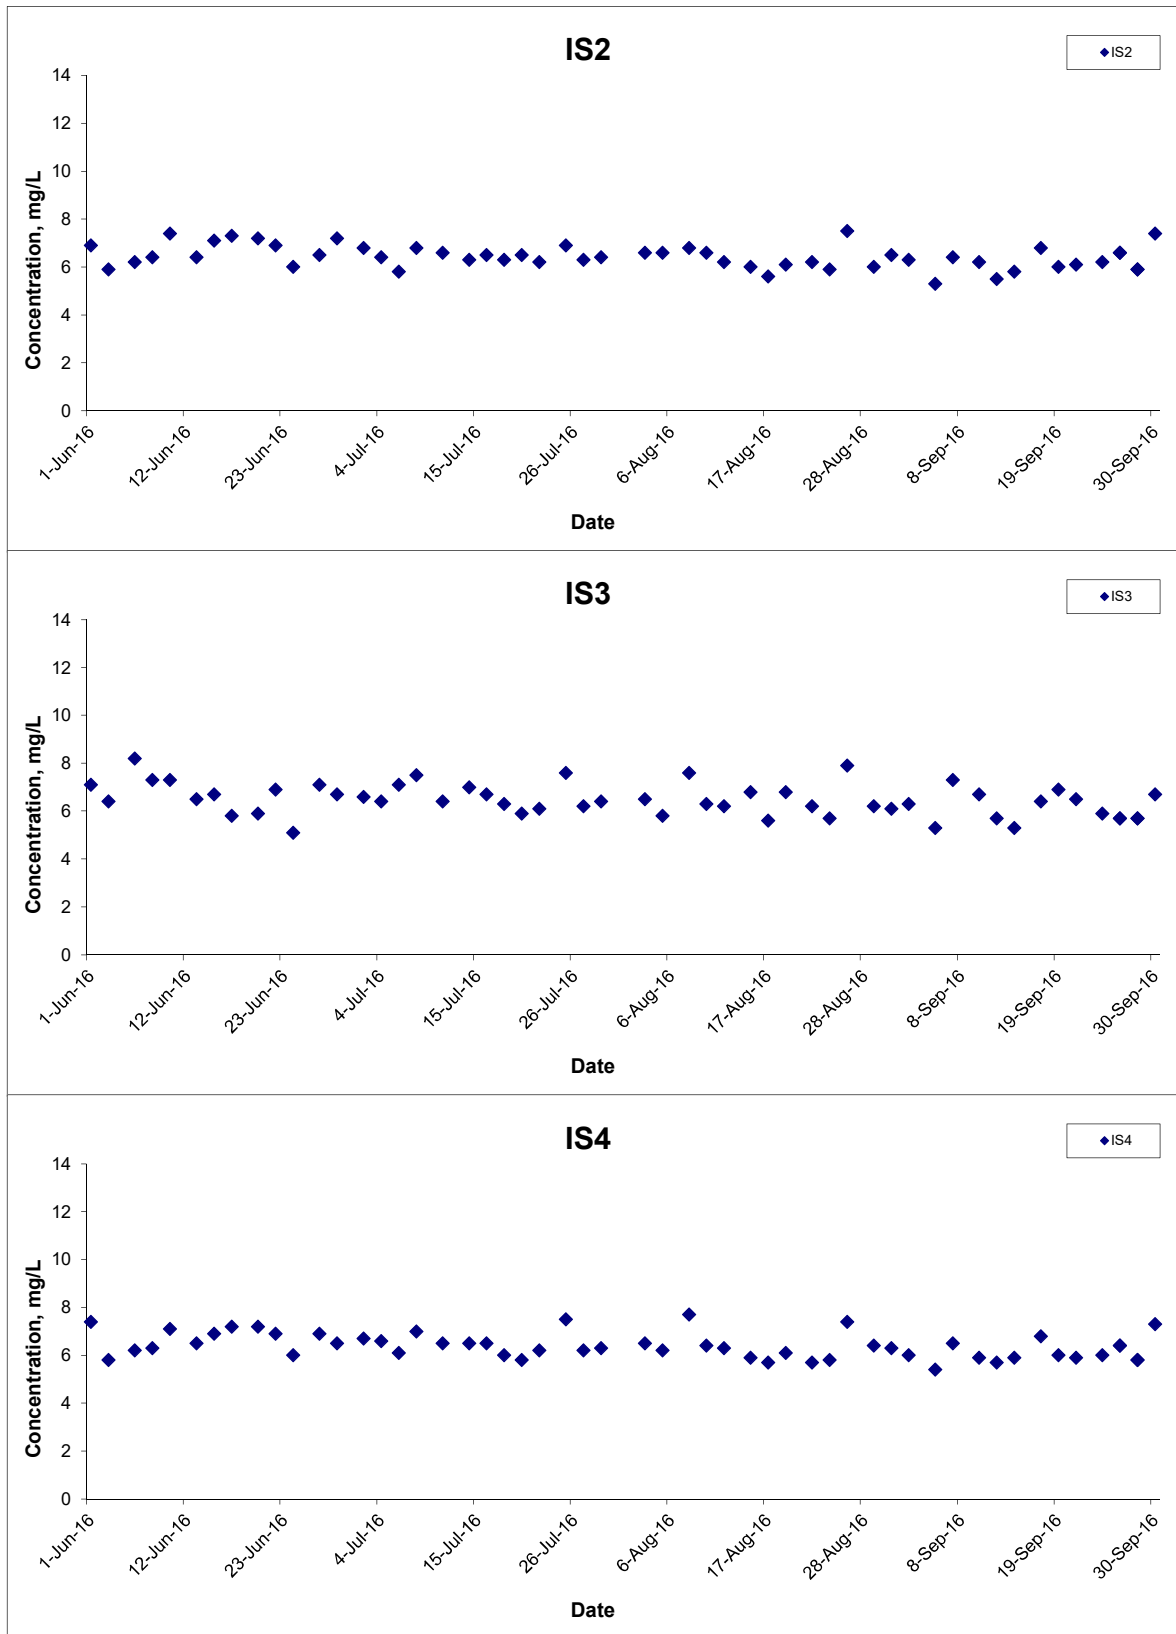 IS2
IS2
14
12
10
8
6
4
2
0
Concentration, mg/L
1-Jun-16
12-Jun-16
23-Jun-16
4-Jul-16
15-Jul-16
26-Jul-16
6-Aug-16
17-Aug-16
28-Aug-16
8-Sep-16
19-Sep-16
30-Sep-16
Date
IS3
IS3
14
12
10
8
6
4
2
0
Concentration, mg/L
1-Jun-16
12-Jun-16
23-Jun-16
4-Jul-16
15-Jul-16
26-Jul-16
6-Aug-16
17-Aug-16
28-Aug-16
8-Sep-16
19-Sep-16
30-Sep-16
Date
IS4
IS4
14
12
10
8
6
4
2
0
Concentration, mg/L
1-Jun-16
12-Jun-16
23-Jun-16
4-Jul-16
15-Jul-16
26-Jul-16
6-Aug-16
17-Aug-16
28-Aug-16
8-Sep-16
19-Sep-16
30-Sep-16
Date